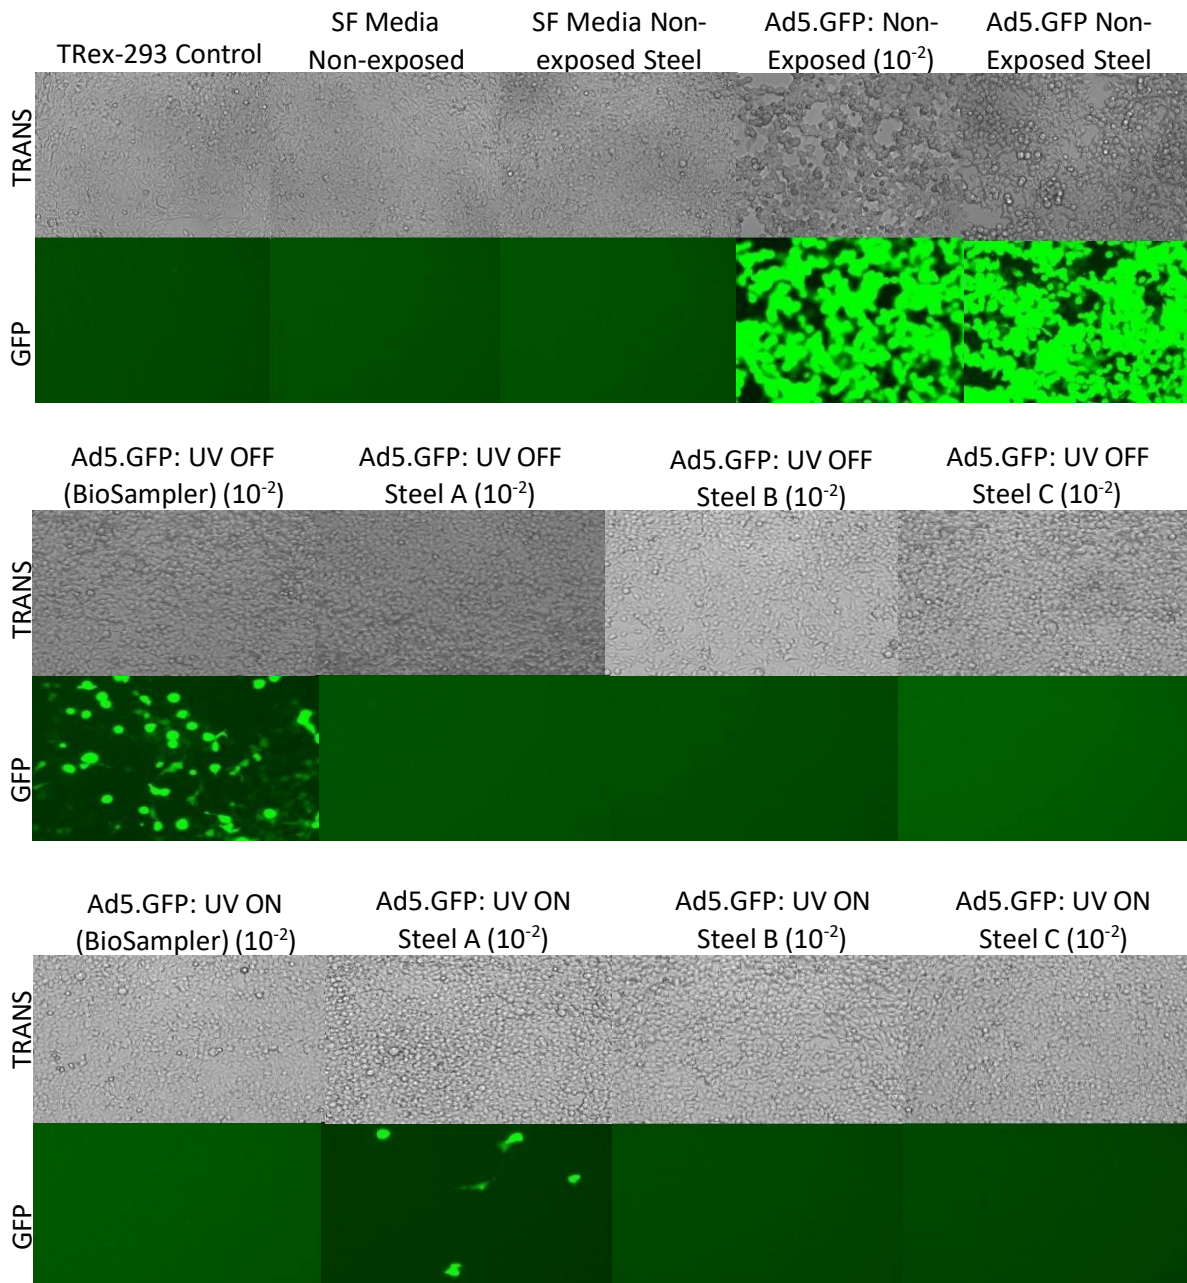 TRex-293 Control
SF Media
Non-exposed
SF Media Non-
exposed Steel
Ad5.GFP: Non-
Exposed (10⁻²)
Ad5.GFP Non-
Exposed Steel
TRANS
GFP
Ad5.GFP: UV OFF
(BioSampler) (10⁻²)
Ad5.GFP: UV OFF
Steel A (10⁻²)
Ad5.GFP: UV OFF
Steel B (10⁻²)
Ad5.GFP: UV OFF
Steel C (10⁻²)
TRANS
GFP
Ad5.GFP: UV ON
(BioSampler) (10⁻²)
Ad5.GFP: UV ON
Steel A (10⁻²)
Ad5.GFP: UV ON
Steel B (10⁻²)
Ad5.GFP: UV ON
Steel C (10⁻²)
TRANS
GFP